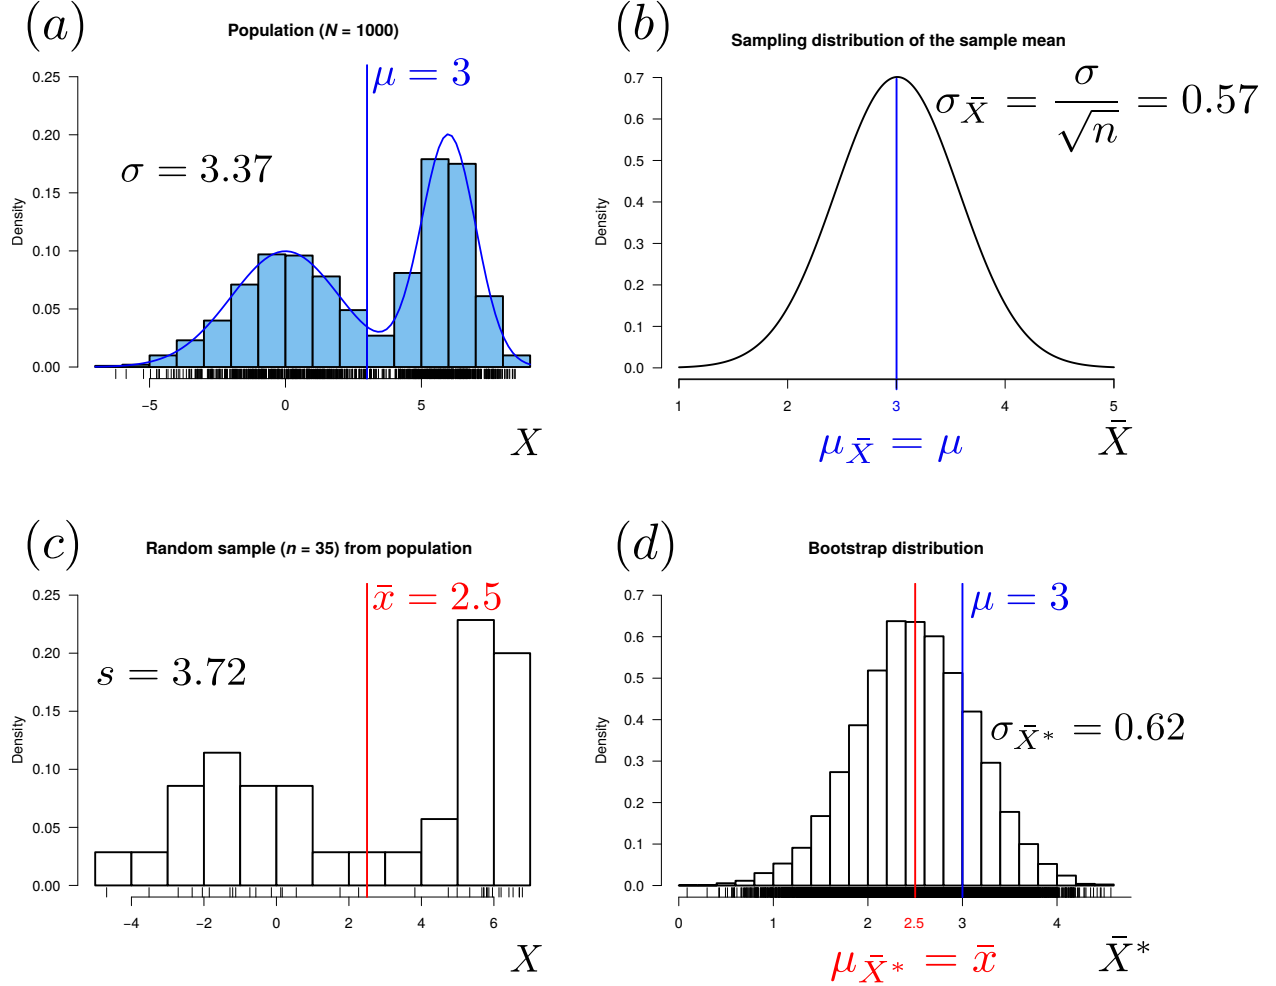 (a)
Population (N = 1000)
μ = 3
σ = 3.37
Density
0.25
0.20
0.15
0.10
0.05
0.00
−5 0 5
X
(b)
Sampling distribution of the sample mean
σ_X̄ = σ/√n = 0.57
Density
0.7
0.6
0.5
0.4
0.3
0.2
0.1
0.0
1 2 3 4 5
μ_X̄ = μ
X̄
(c)
Random sample (n = 35) from population
x̄ = 2.5
s = 3.72
Density
0.25
0.20
0.15
0.10
0.05
0.00
−4 −2 0 2 4 6
X
(d)
Bootstrap distribution
μ = 3
σ_X̄* = 0.62
Density
0.7
0.6
0.5
0.4
0.3
0.2
0.1
0.0
0 1 2 2.5 3 4
μ_X̄* = x̄
X̄*